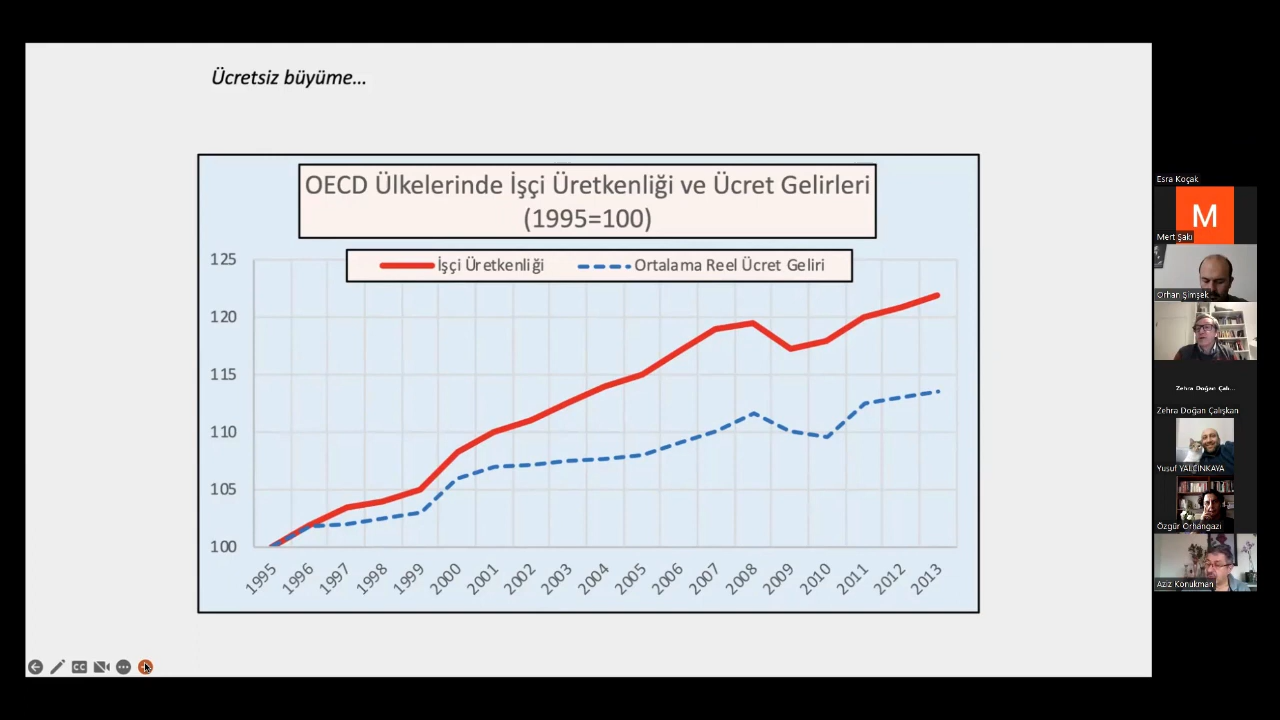 Ücretsiz büyüme...
OECD Ülkelerinde İşçi Üretkenliği ve Ücret Gelirleri
(1995=100)
İşçi Üretkenliği
Ortalama Reel Ücret Geliri
125
120
115
110
105
100
1995
1996
1997
1998
1999
2000
2001
2002
2003
2004
2005
2006
2007
2008
2009
2010
2011
2012
2013
CC
Esra Koçak
M
Mert Şakı
Orhan Şimşek
Zehra Doğan Çalı...
Zehra Doğan Çalışkan
Yusuf YALÇINKAYA
Özgür Orhangazi
Aziz Konukman